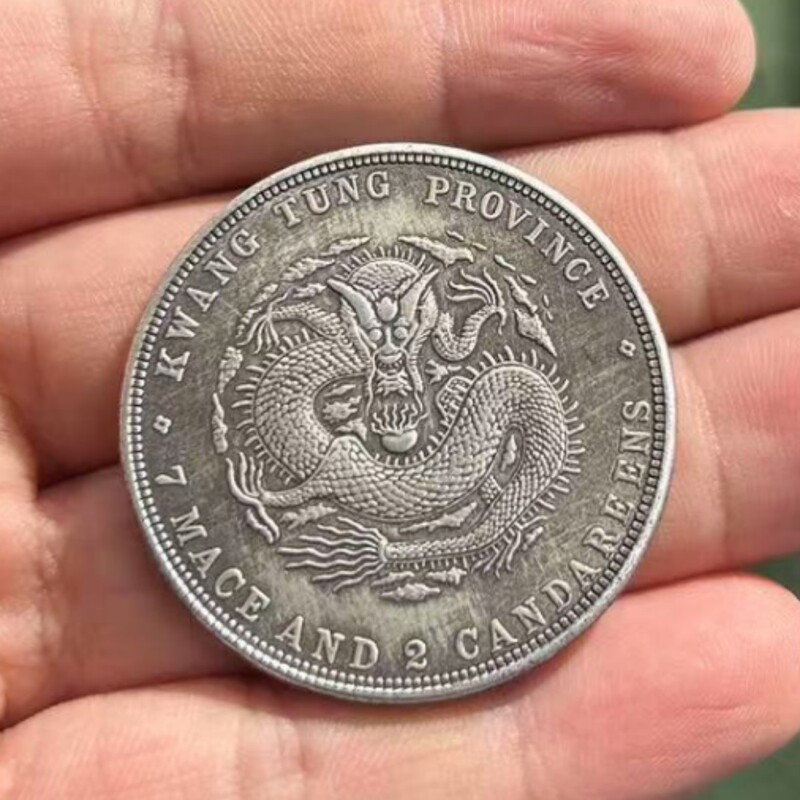 KWANG TUNG PROVINCE
7 MACE AND 2 CANDAREENS